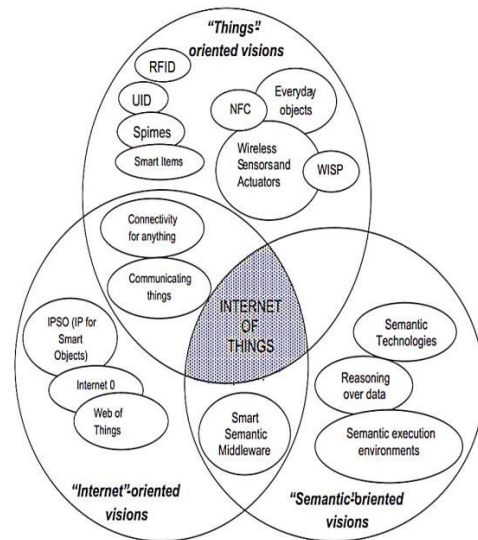 "Things"-
oriented visions
RFID
UID
Spimes
Smart Items
Everyday
objects
NFC
Wireless
Sensors and
Actuators
WISP
Connectivity
for anything
Communicating
things
INTERNET
OF
THINGS
IPSO (IP for
Smart
Objects)
Internet 0
Web of
Things
Smart
Semantic
Middleware
Semantic
Technologies
Reasoning
over data
Semantic execution
environments
"Internet"-oriented
visions
"Semantic"-oriented
visions